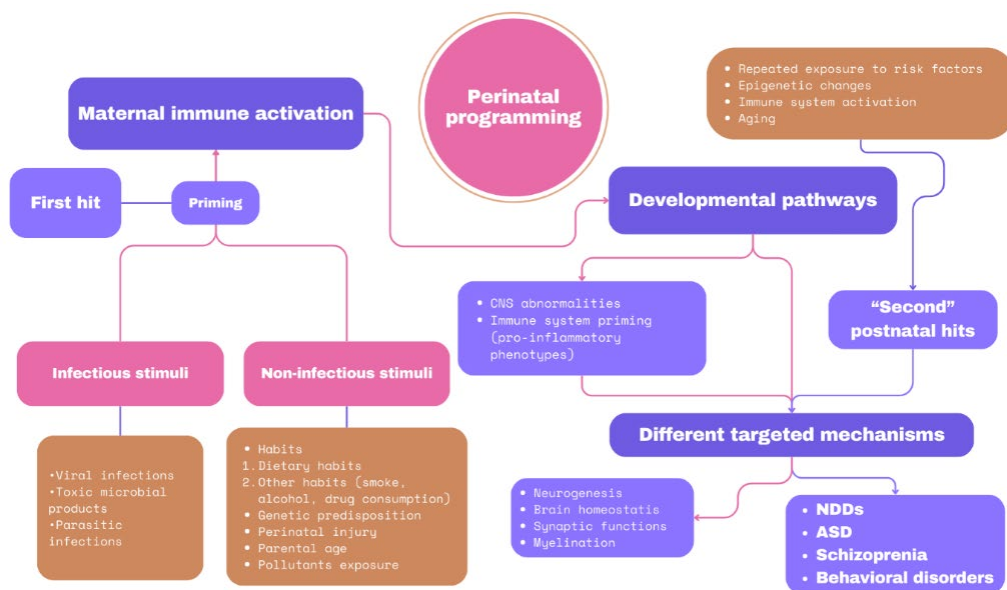 Perinatal
programming
Maternal immune activation
First hit
Priming
Infectious stimuli
Non-infectious stimuli
•Viral infections
•Toxic microbial
products
•Parasitic
infections
• Habits
1. Dietary habits
2. Other habits (smoke,
alcohol, drug consumption)
• Genetic predisposition
• Perinatal injury
• Parental age
• Pollutants exposure
• Repeated exposure to risk factors
• Epigenetic changes
• Immune system activation
• Aging
Developmental pathways
• CNS abnormalities
• Immune system priming
(pro-inflammatory
phenotypes)
“Second”
postnatal hits
Different targeted mechanisms
• Neurogenesis
• Brain homeostatis
• Synaptic functions
• Myelination
• NDDs
• ASD
• Schizoprenia
• Behavioral disorders